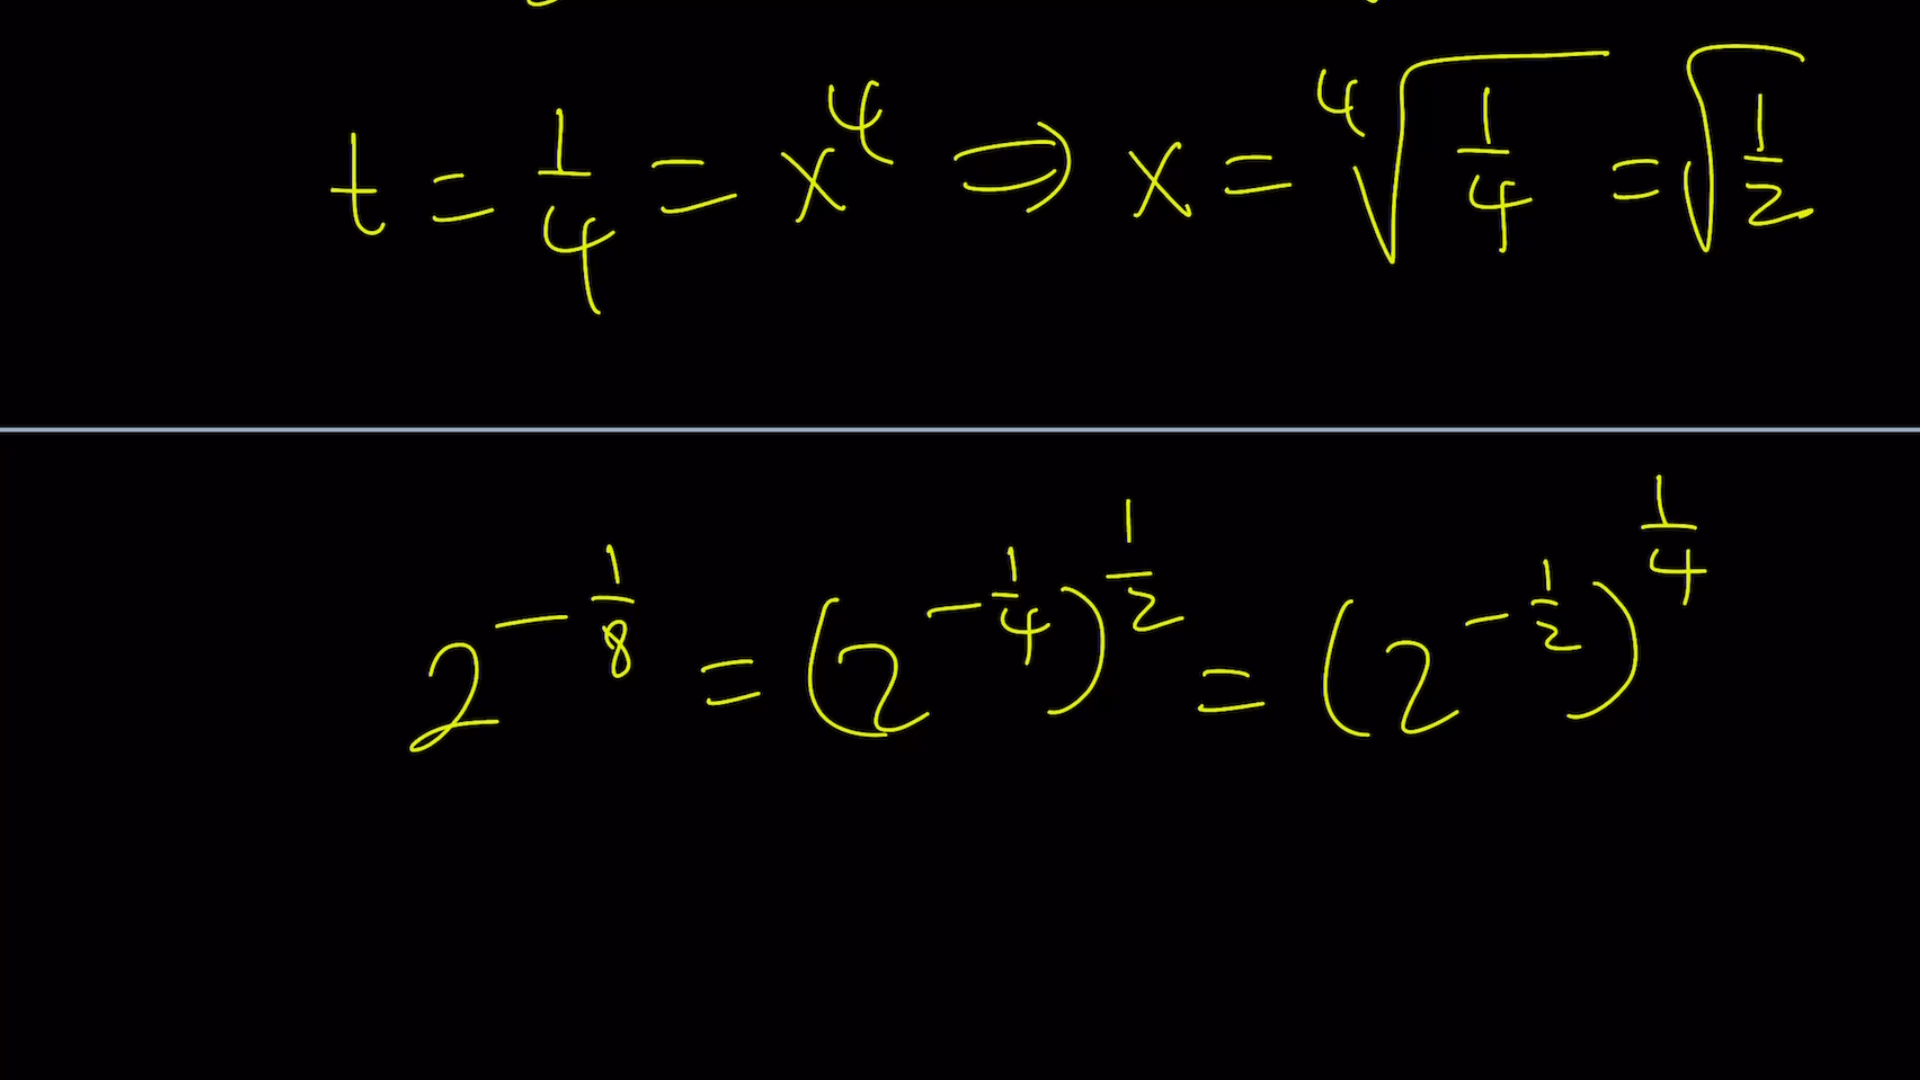 t = 1/4 = x^4 ⇒ x = ∜(1/4) = √(1/2)
2^(-1/8) = (2^(-1/4))^(1/2) = (2^(-1/2))^(1/4)